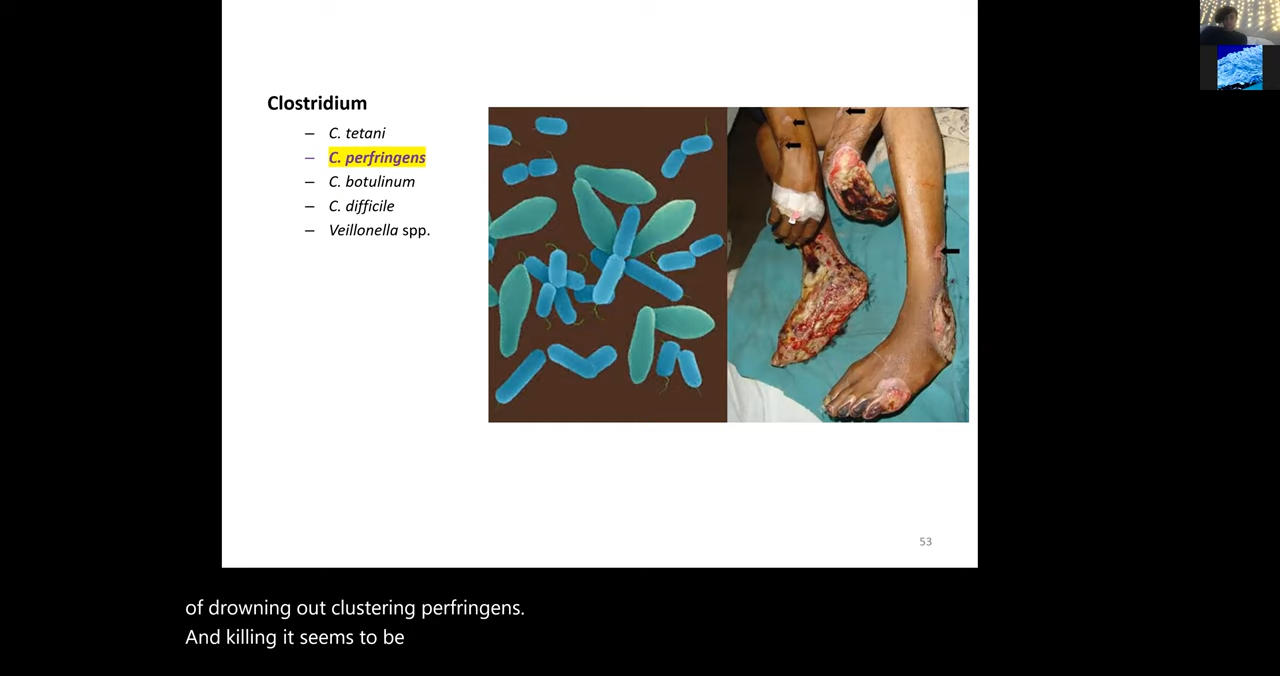 Clostridium
– C. tetani
– C. perfringens
– C. botulinum
– C. difficile
– Veillonella spp.
53
of drowning out clustering perfringens.
And killing it seems to be